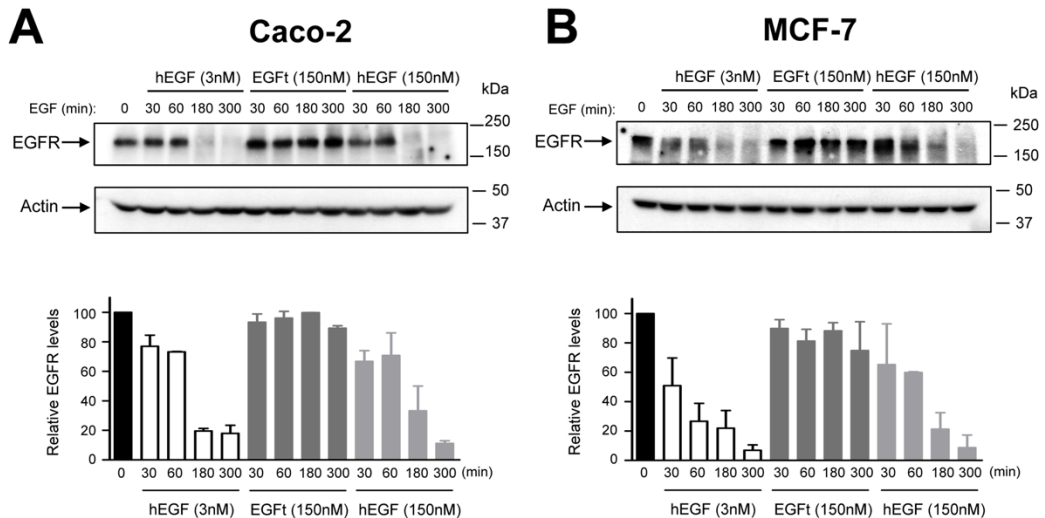 A
Caco-2
hEGF (3nM) EGFt (150nM) hEGF (150nM)
kDa
EGF (min): 0 30 60 180 300 30 60 180 300 30 60 180 300
EGFR
250
150
Actin
50
37
Relative EGFR levels
100
80
60
40
20
0
0 30 60 180 300 30 60 180 300 30 60 180 300 (min)
hEGF (3nM) EGFt (150nM) hEGF (150nM)
B
MCF-7
hEGF (3nM) EGFt (150nM) hEGF (150nM)
kDa
EGF (min): 0 30 60 180 300 30 60 180 300 30 60 180 300
EGFR
250
150
Actin
50
37
Relative EGFR levels
100
80
60
40
20
0
0 30 60 180 300 30 60 180 300 30 60 180 300 (min)
hEGF (3nM) EGFt (150nM) hEGF (150nM)